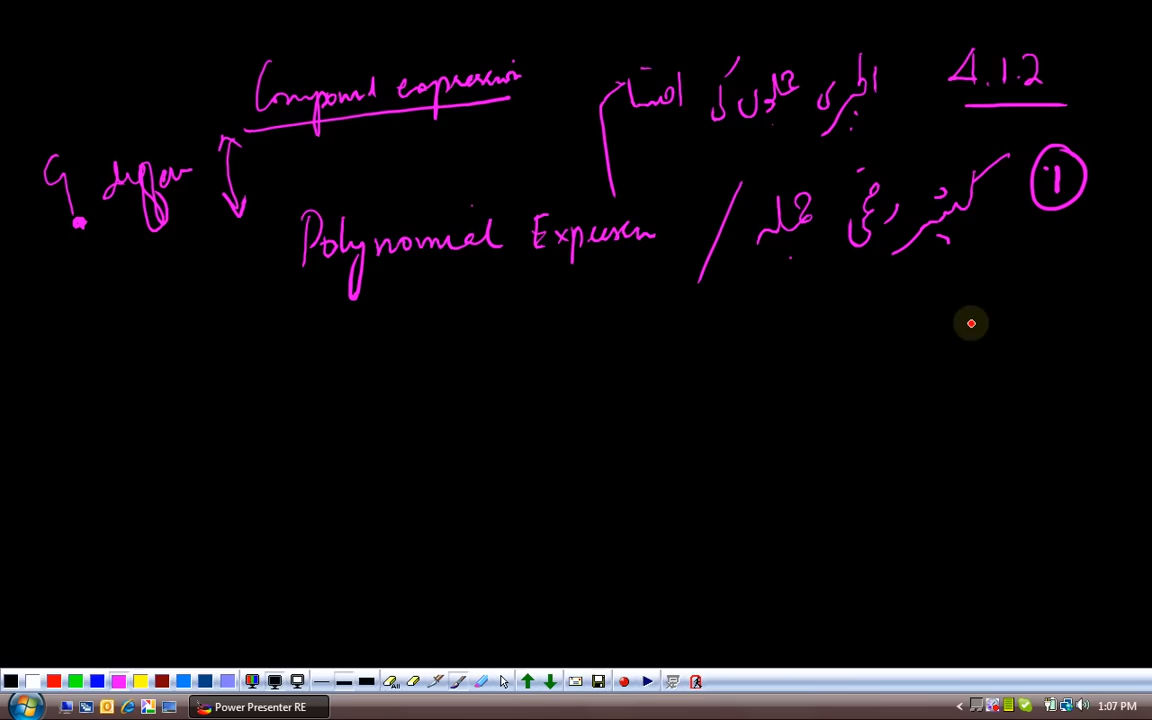 4.1.2 الجبری جملوں کی اقسام
Compound expression
differ
① کثیر رقمی جملہ / Polynomial Expression
Power Presenter RE
1:07 PM